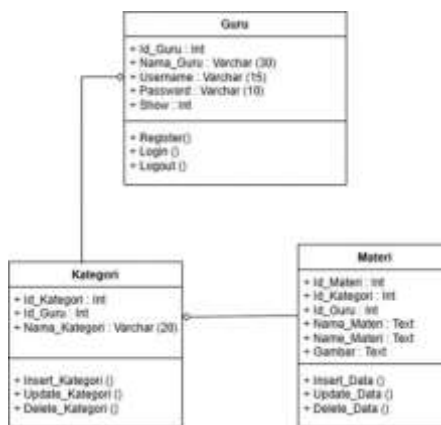 Guru
+ Id_Guru : Int
+ Nama_Guru : Varchar (30)
+ Username : Varchar (15)
+ Password : Varchar (10)
+ Show : Int
+ Register()
+ Login ()
+ Logout ()
Kategori
+ Id_Kategori : Int
+ Id_Guru : Int
+ Nama_Kategori : Varchar (20)
+ Insert_Kategori ()
+ Update_Kategori ()
+ Delete_Kategori ()
Materi
+ Id_Materi : Int
+ Id_Kategori : Int
+ Id_Guru : Int
+ Nama_Materi : Text
+ Name_Materi : Text
+ Gambar : Text
+ Insert_Data ()
+ Update_Data ()
+ Delete_Data ()